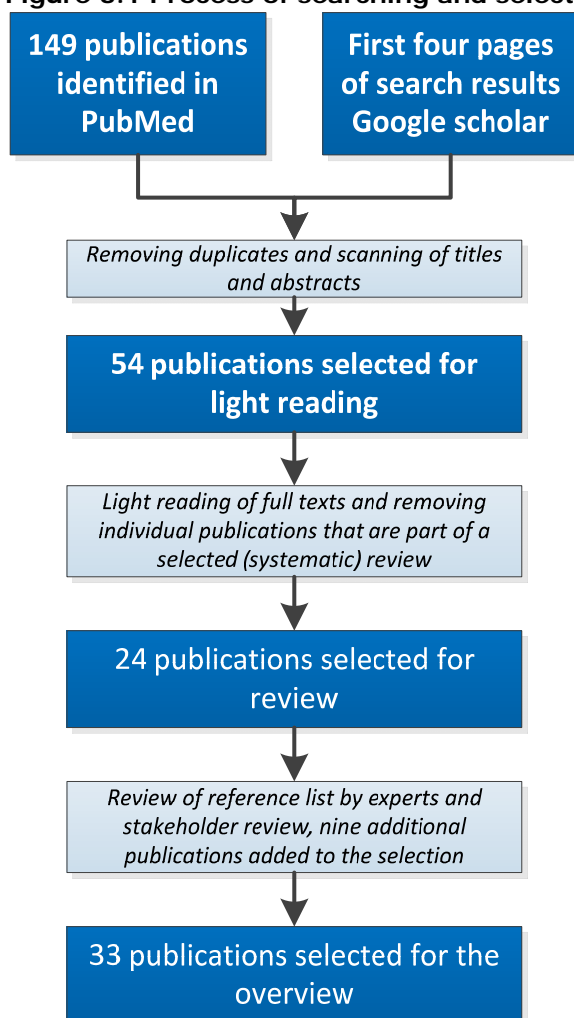 149 publications
identified in
PubMed
First four pages
of search results
Google scholar
Removing duplicates and scanning of titles
and abstracts
54 publications selected for
light reading
Light reading of full texts and removing
individual publications that are part of a
selected (systematic) review
24 publications selected for
review
Review of reference list by experts and
stakeholder review, nine additional
publications added to the selection
33 publications selected for the
overview